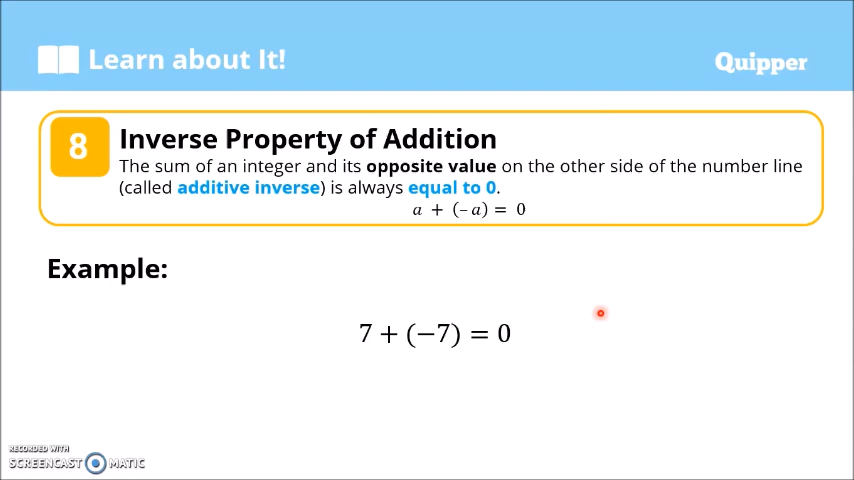 Learn about It!
Quipper
8
Inverse Property of Addition
The sum of an integer and its opposite value on the other side of the number line
(called additive inverse) is always equal to 0.
a + (–a) = 0
Example:
7 + (−7) = 0
RECORDED WITH
SCREENCAST MATIC